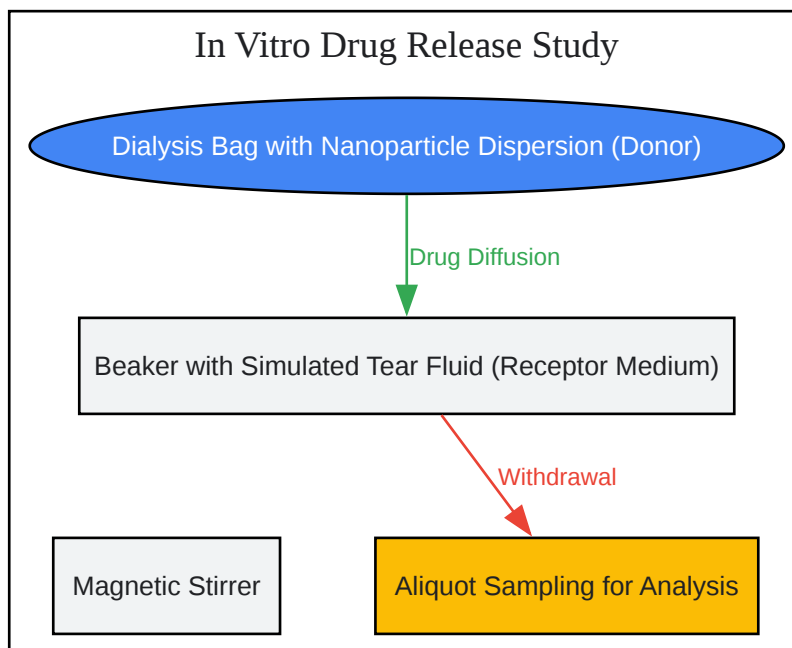 In Vitro Drug Release Study
Dialysis Bag with Nanoparticle Dispersion (Donor)
Drug Diffusion
Beaker with Simulated Tear Fluid (Receptor Medium)
Withdrawal
Magnetic Stirrer
Aliquot Sampling for Analysis